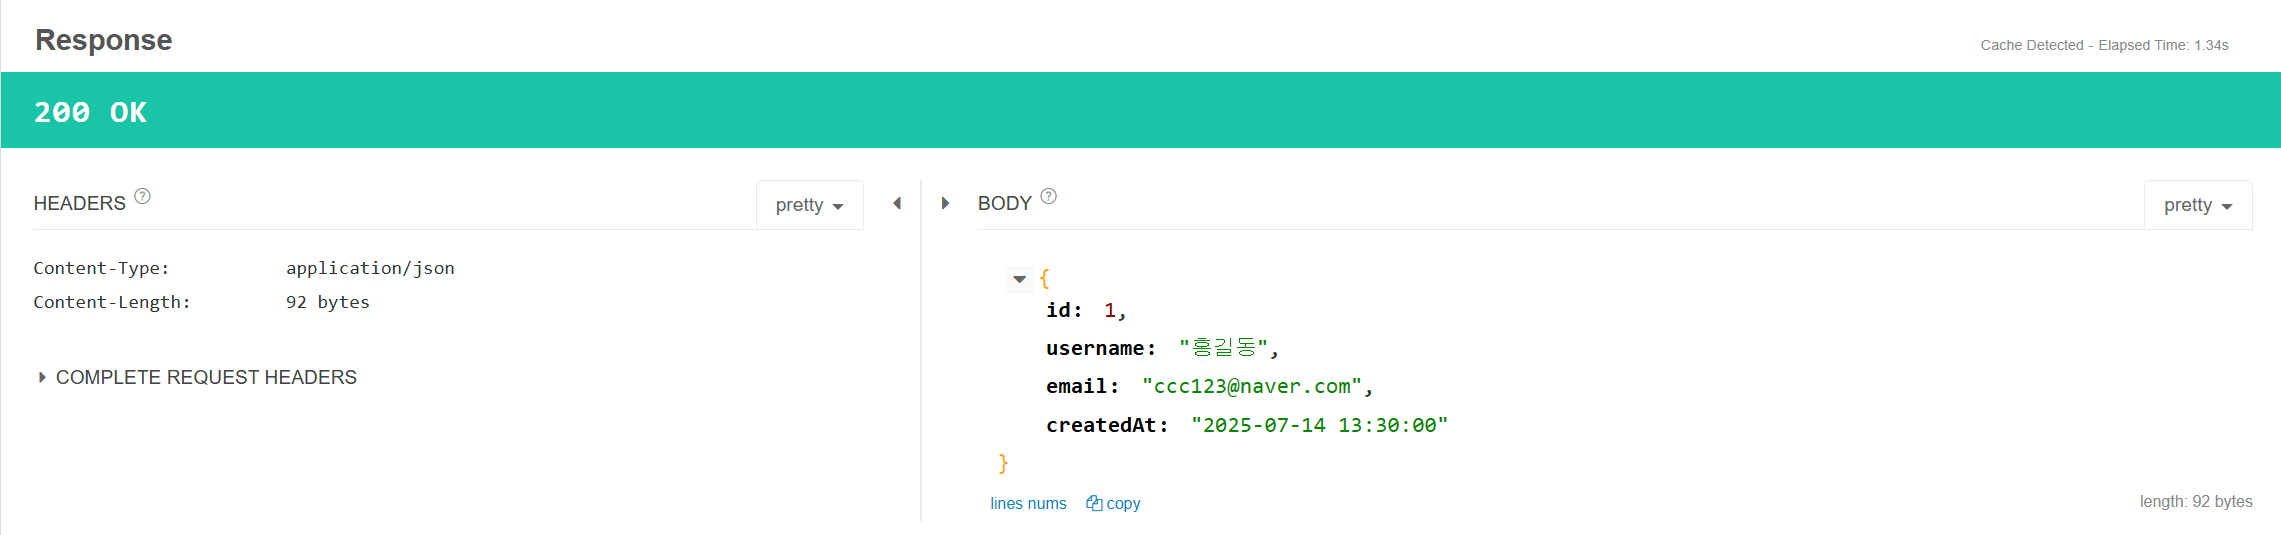 Response
Cache Detected - Elapsed Time: 1.34s
200 OK
HEADERS ?
pretty
Content-Type: application/json
Content-Length: 92 bytes
COMPLETE REQUEST HEADERS
BODY ?
pretty
{
id: 1,
username: "홍길동",
email: "ccc123@naver.com",
createdAt: "2025-07-14 13:30:00"
}
lines nums copy
length: 92 bytes